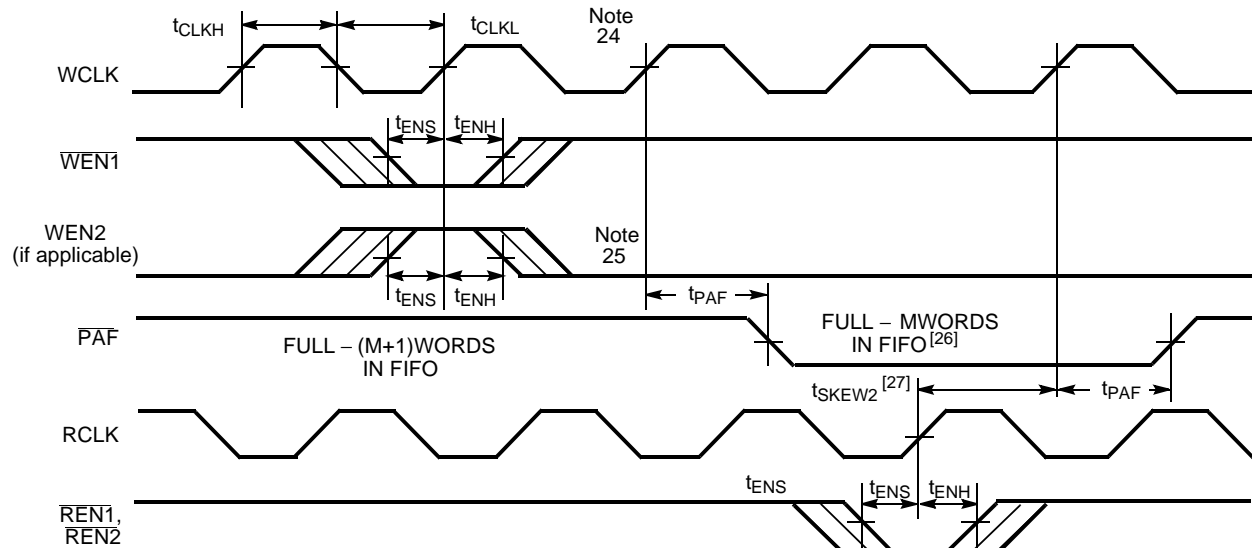 tCLKH
tCLKL
Note
24
WCLK
tENS
tENH
WEN1
WEN2
(if applicable)
Note
25
tENS
tENH
tPAF
PAF
FULL – (M+1)WORDS
IN FIFO
FULL – MWORDS
IN FIFO[26]
tSKEW2 [27]
tPAF
RCLK
tENS
tENS
tENH
REN1,
REN2